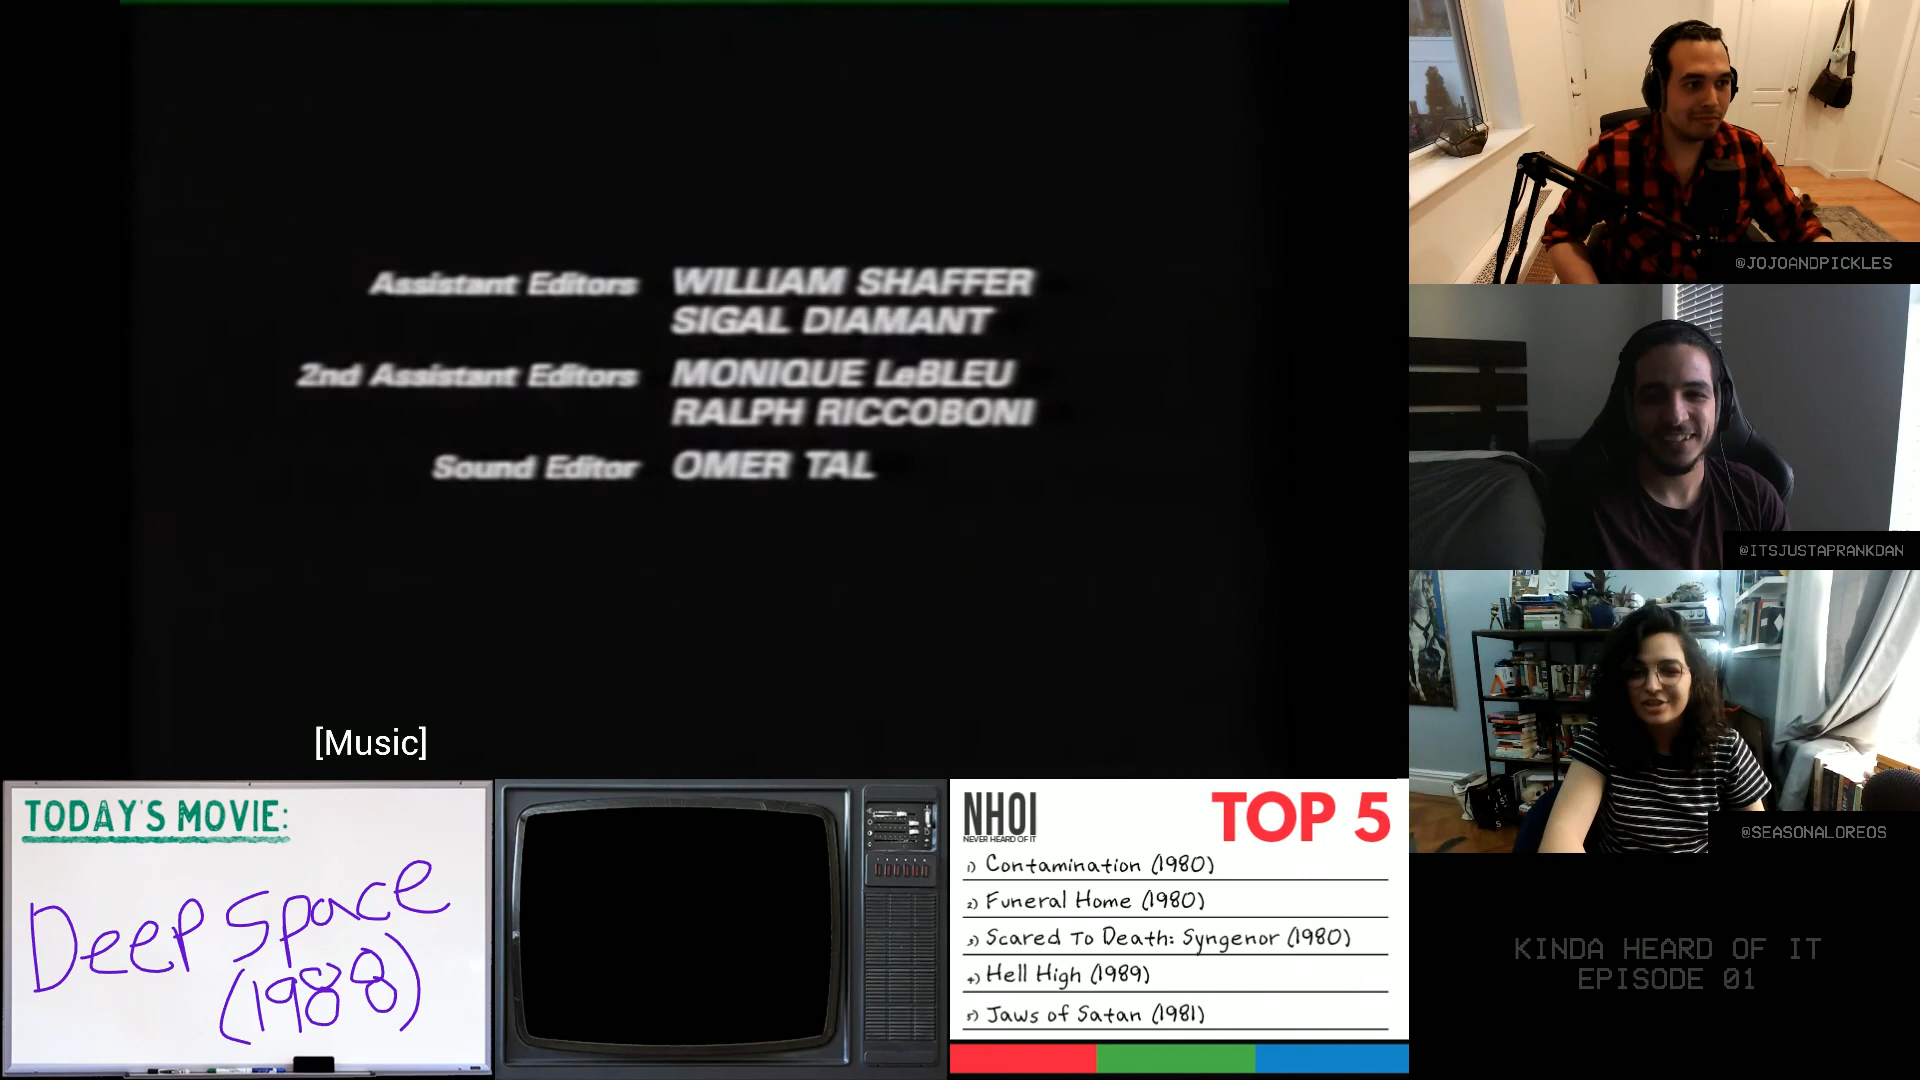 Assistant Editors WILLIAM SHAFFER
SIGAL DIAMANT
2nd Assistant Editors MONIQUE LeBLEU
RALPH RICCOBONI
Sound Editor OMER TAL
[Music]
@JOJOANDPICKLES
@ITSJUSTAPRANKDAN
@SEASONALOREOS
TODAY'S MOVIE:
DEEP SPACE
(1988)
NHOI
NEVER HEARD OF IT
TOP 5
1) Contamination (1980)
2) Funeral Home (1980)
3) Scared To Death: Syngenor (1980)
4) Hell High (1989)
5) Jaws of Satan (1981)
KINDA HEARD OF IT
EPISODE 01